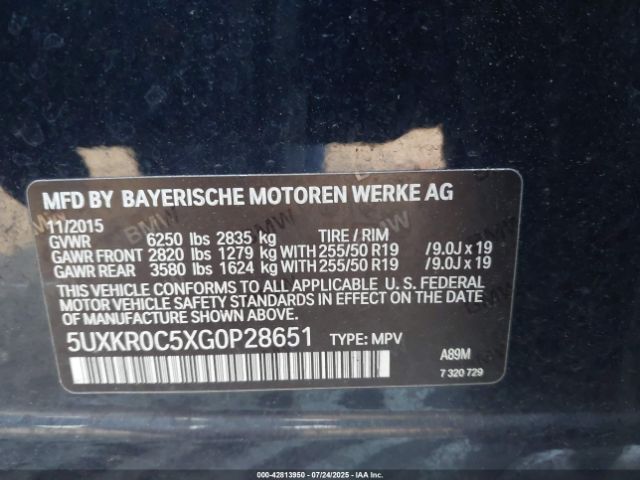 MFD BY BAYERISCHE MOTOREN WERKE AG
11/2015
GVWR 6250 lbs 2835 kg TIRE / RIM
GAWR FRONT 2820 lbs 1279 kg WITH 255/50 R19 /9.0J x 19
GAWR REAR 3580 lbs 1624 kg WITH 255/50 R19 /9.0J x 19
THIS VEHICLE CONFORMS TO ALL APPLICABLE U. S. FEDERAL
MOTOR VEHICLE SAFETY STANDARDS IN EFFECT ON THE DATE OF
MANUFACTURE SHOWN ABOVE.
5UXKR0C5XG0P28651 TYPE: MPV
A89M
7 320 729
000-42813950 / 07/24/2025 - IAAI.COM